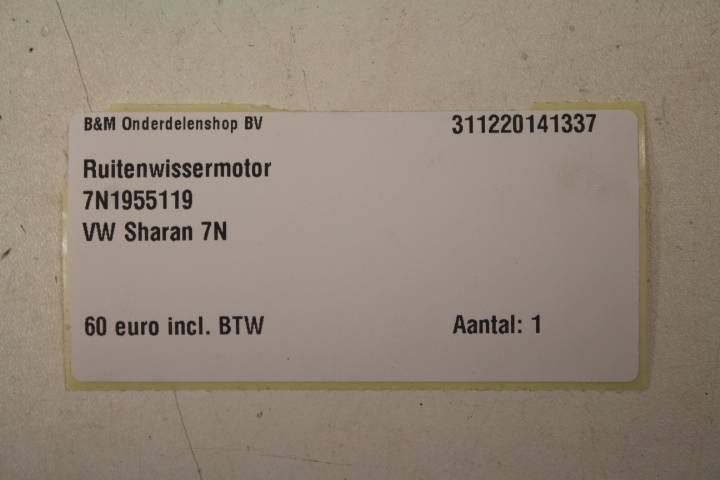 B&M Onderdelenshop BV 311220141337
Ruitenwissermotor
7N1955119
VW Sharan 7N
60 euro incl. BTW Aantal: 1